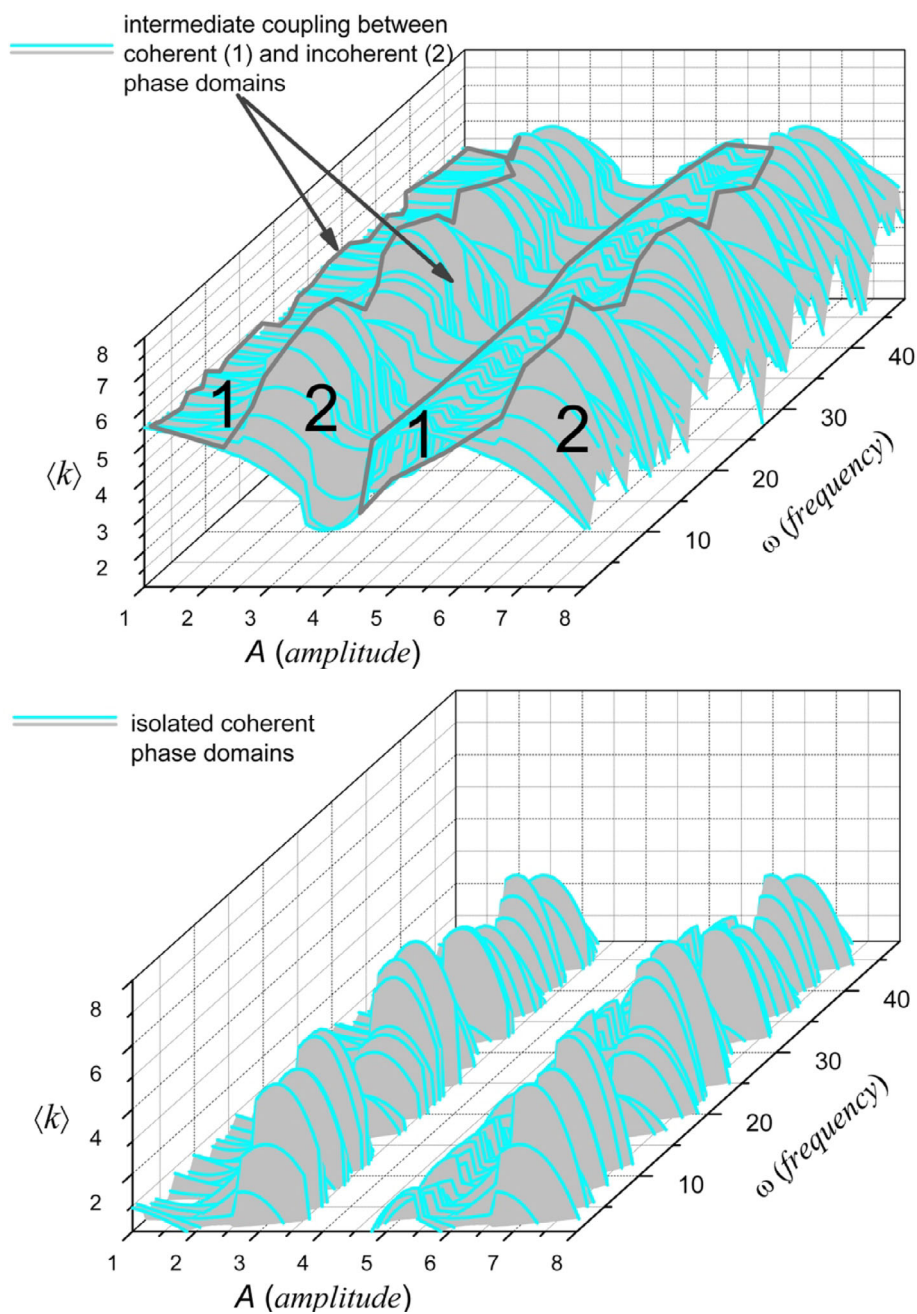 intermediate coupling between
coherent (1) and incoherent (2)
phase domains
8
7
6
5
4
3
2
⟨k⟩
1
2
1
2
1 2 3 4 5 6 7 8
A (amplitude)
10
20
30
40
ω (frequency)
isolated coherent
phase domains
8
6
4
2
⟨k⟩
1 2 3 4 5 6 7 8
A (amplitude)
10
20
30
40
ω (frequency)